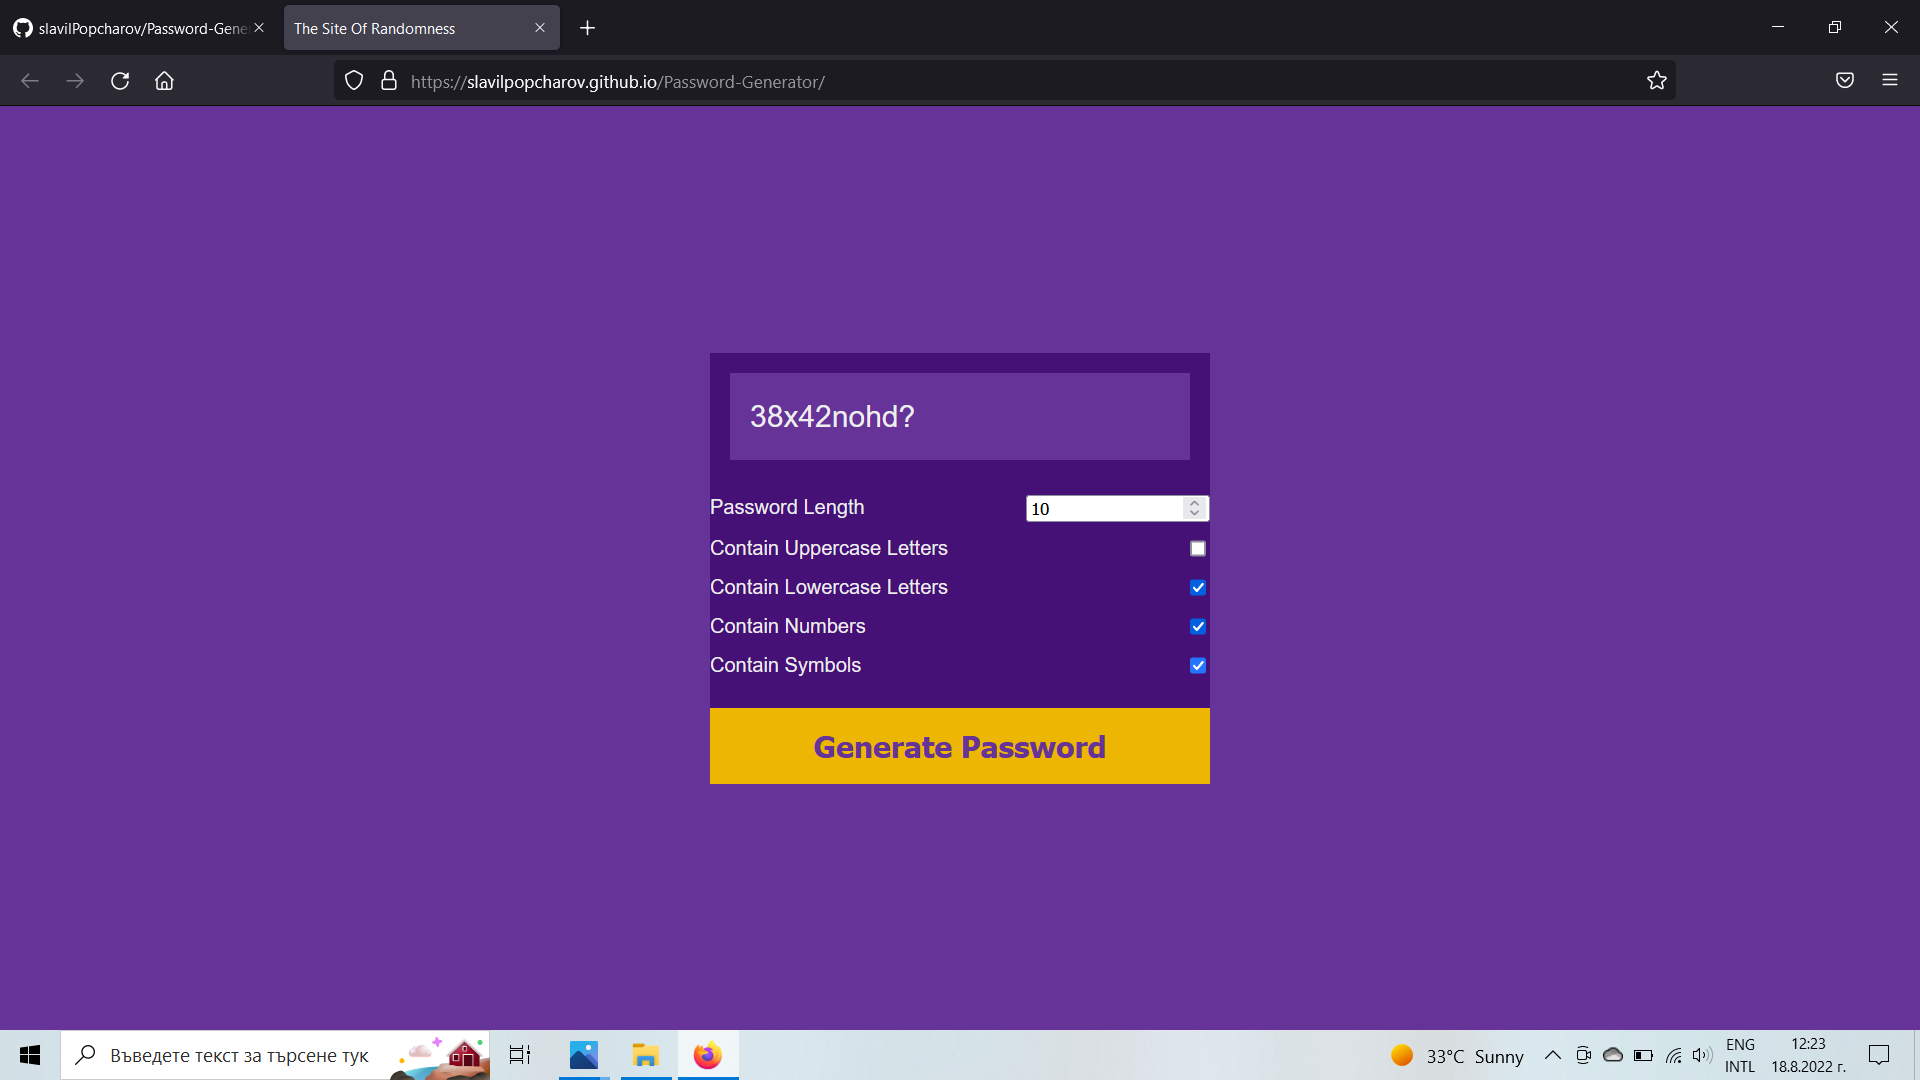 slavilPopcharov/Password-Gene
The Site Of Randomness
https://slavilpopcharov.github.io/Password-Generator/
38x42nohd?
Password Length
10
Contain Uppercase Letters
Contain Lowercase Letters
Contain Numbers
Contain Symbols
Generate Password
Въведете текст за търсене тук
33°C Sunny
ENG
INTL
12:23
18.8.2022 г.